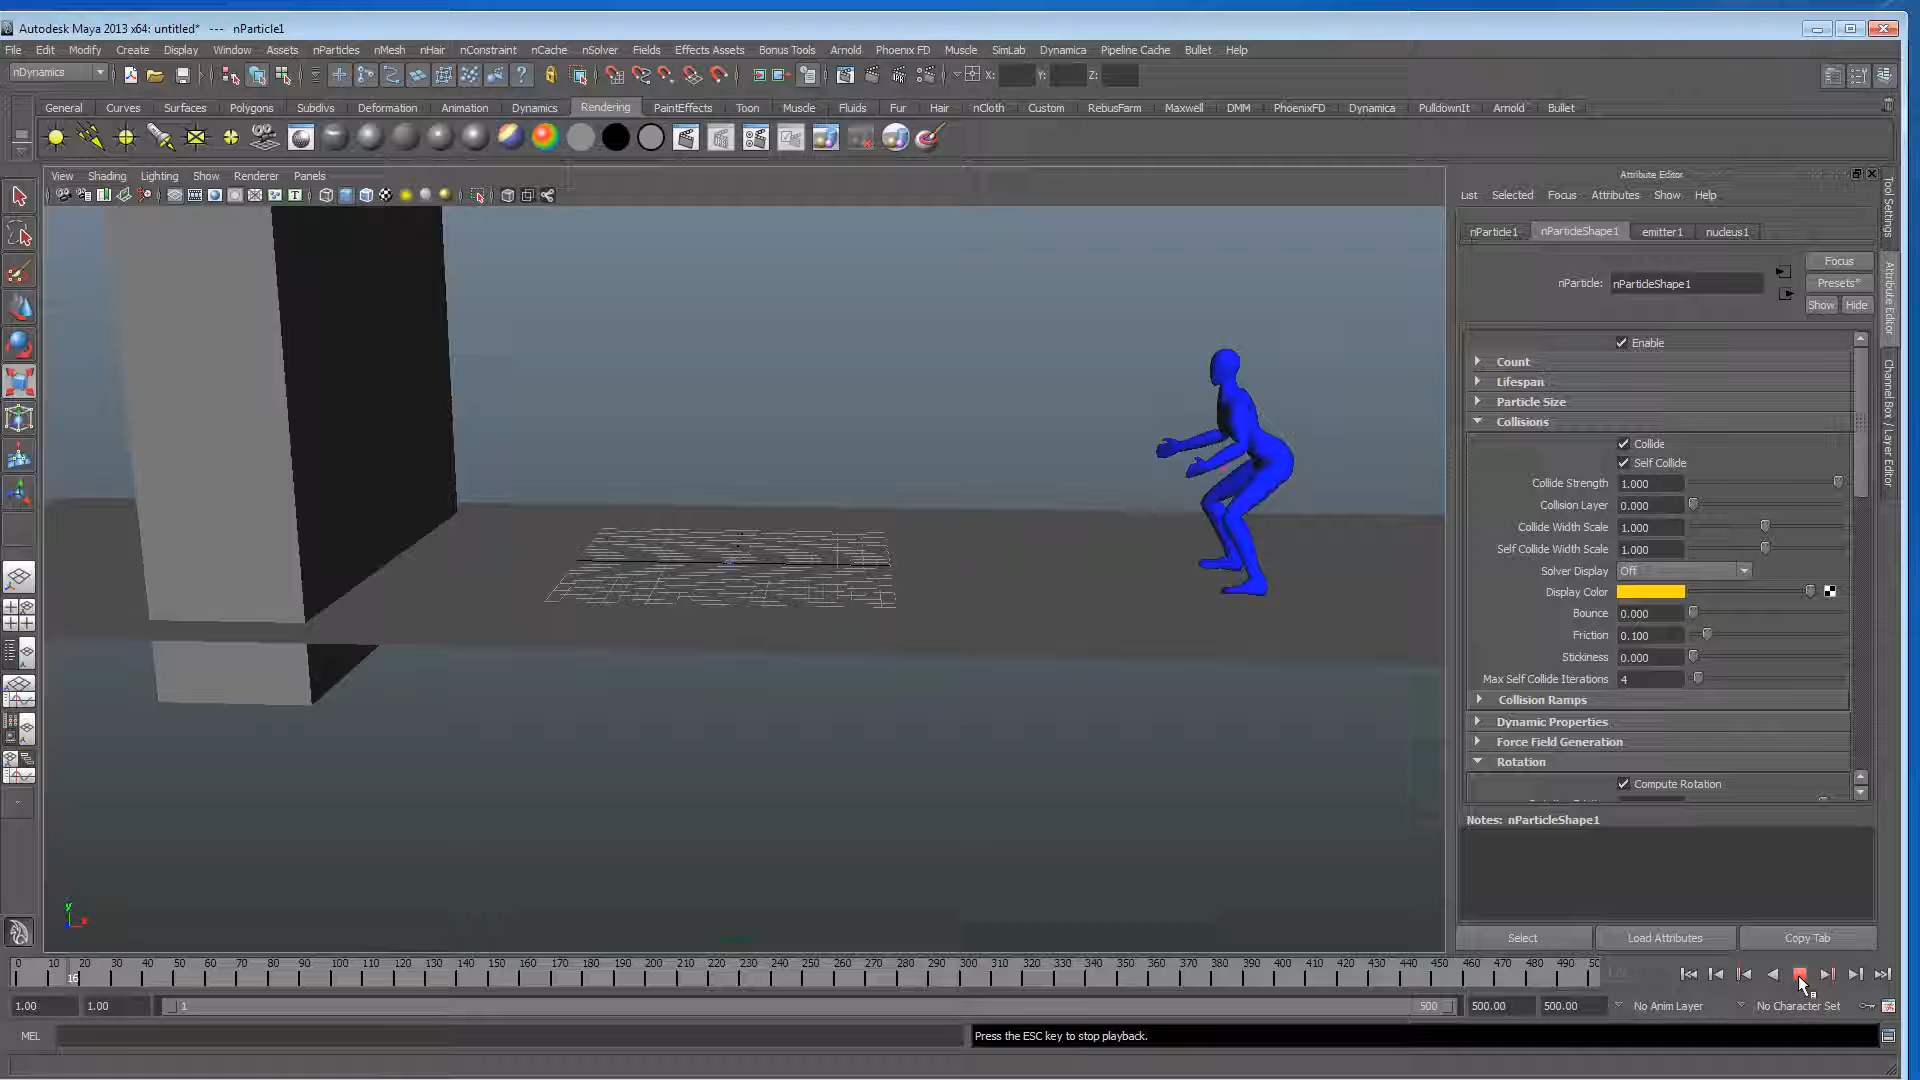 Autodesk Maya 2013 x64: untitled* --- nParticle1
File Edit Modify Create Display Window Assets nParticles nMesh nHair nConstraint nCache nSolver Fields Effects Assets Bonus Tools Arnold Phoenix FD Muscle SimLab Dynamica Pipeline Cache Bullet Help
nDynamics X: Y: Z:
General Curves Surfaces Polygons Subdivs Deformation Animation Dynamics Rendering PaintEffects Toon Muscle Fluids Fur Hair nCloth Custom RebusFarm Maxwell DMM PhoenixFD Dynamica PulldownIt Arnold Bullet
View Shading Lighting Show Renderer Panels
Attribute Editor
List Selected Focus Attributes Show Help
nParticle1 nParticleShape1 emitter1 nucleus1
Focus
nParticle: nParticleShape1 Presets*
Show Hide
Enable
Count
Lifespan
Particle Size
Collisions
Collide
Self Collide
Collide Strength 1.000
Collision Layer 0.000
Collide Width Scale 1.000
Self Collide Width Scale 1.000
Solver Display Off
Display Color
Bounce 0.000
Friction 0.100
Stickiness 0.000
Max Self Collide Iterations 4
Collision Ramps
Dynamic Properties
Force Field Generation
Rotation
Compute Rotation
Notes: nParticleShape1
Select Load Attributes Copy Tab
Tool Settings
Attribute Editor
Channel Box / Layer Editor
y
x
0 10 20 30 40 50 60 70 80 90 100 110 120 130 140 150 160 170 180 190 200 210 220 230 240 250 260 270 280 290 300 310 320 330 340 350 360 370 380 390 400 410 420 430 440 450 460 470 480 490 50
16
1.00 1.00 1 500 500.00 500.00 No Anim Layer No Character Set
MEL Press the ESC key to stop playback.